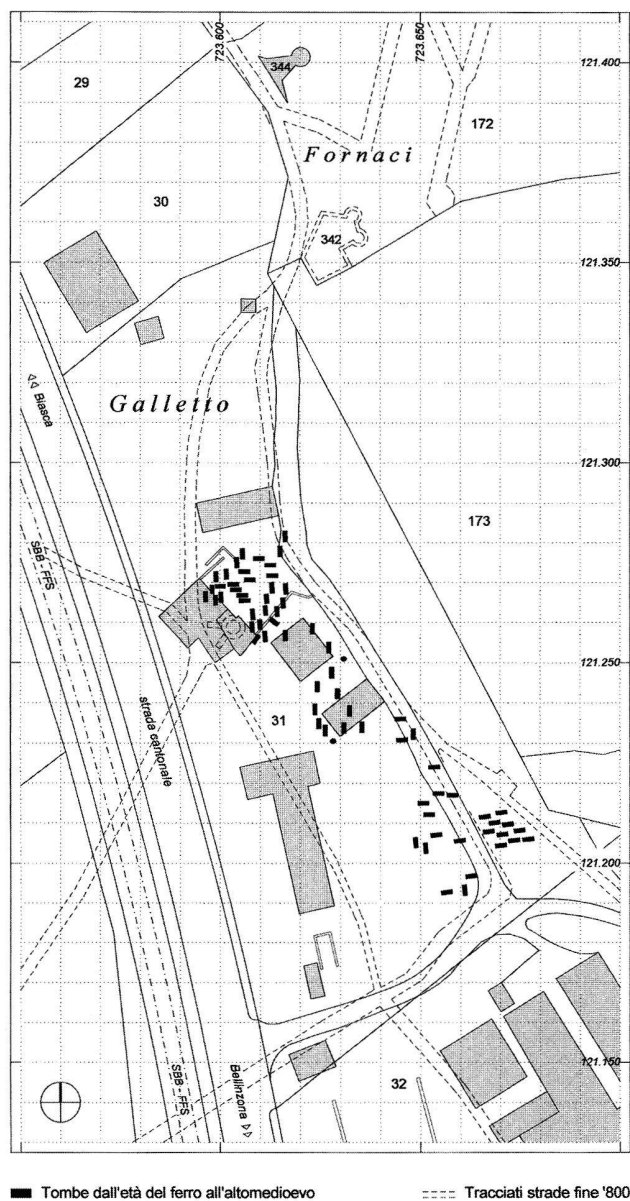 723.600
723.650
344
121.400
29
172
Fornaci
30
342
121.350
◁◁ Biasca
Galletto
121.300
173
SBB - FFS
121.250
31
strada cantonale
121.200
121.150
SBB - FFS
Bellinzona ▷▷
32
Tombe dall'età del ferro all'altomedioevo
Tracciati strade fine '800